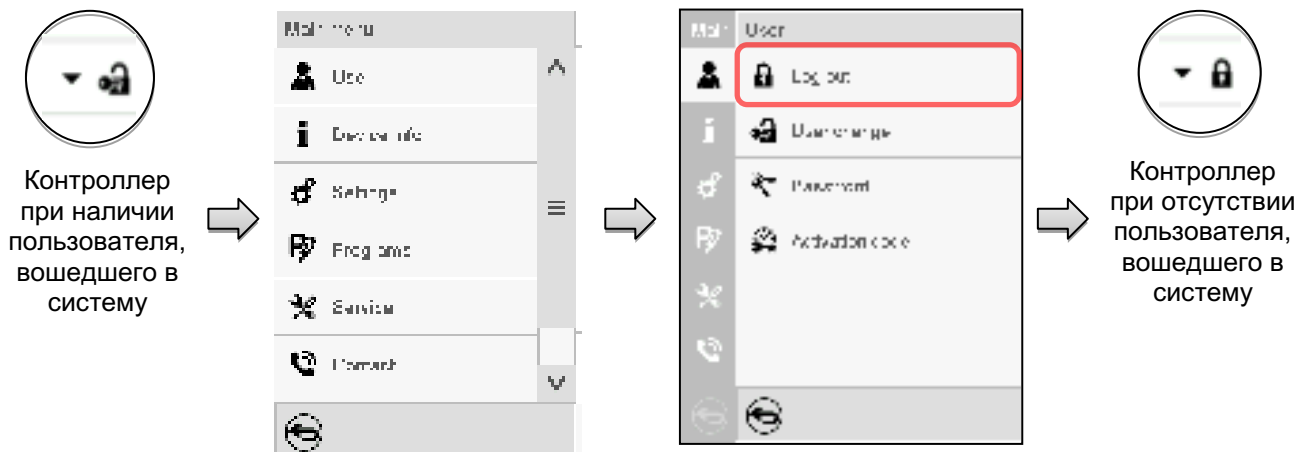 Контроллер
при наличии
пользователя,
вошедшего в
систему
Main menu
User
Device info
Settings
Programs
Service
Contact
Main
User
Log out
User change
Password
Activation code
Контроллер
при отсутствии
пользователя,
вошедшего в
систему